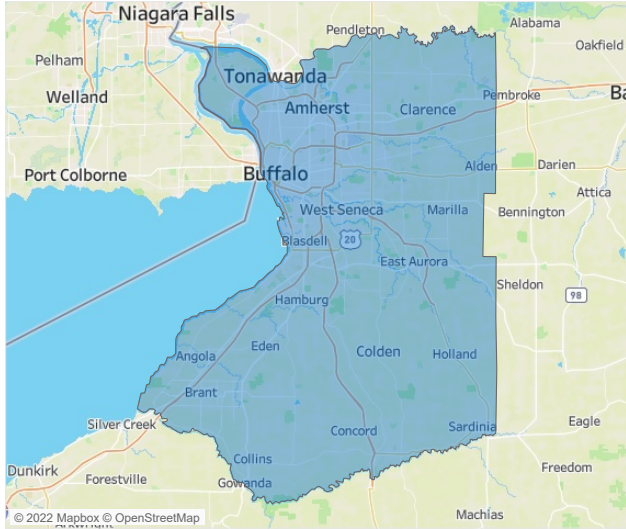 Niagara Falls
Alabama
Pendleton
Oakfield
Pelham
Tonawanda
Welland
Amherst
Clarence
Pembroke
Ba
Port Colborne
Buffalo
Alden
Darien
Attica
West Seneca
Marilla
Bennington
Blasdell
20
East Aurora
Sheldon
98
Hamburg
Angola
Eden
Colden
Holland
Brant
Silver Creek
Concord
Sardinia
Eagle
Dunkirk
Collins
Freedom
Forestville
Gowanda
Machias
© 2022 Mapbox © OpenStreetMap